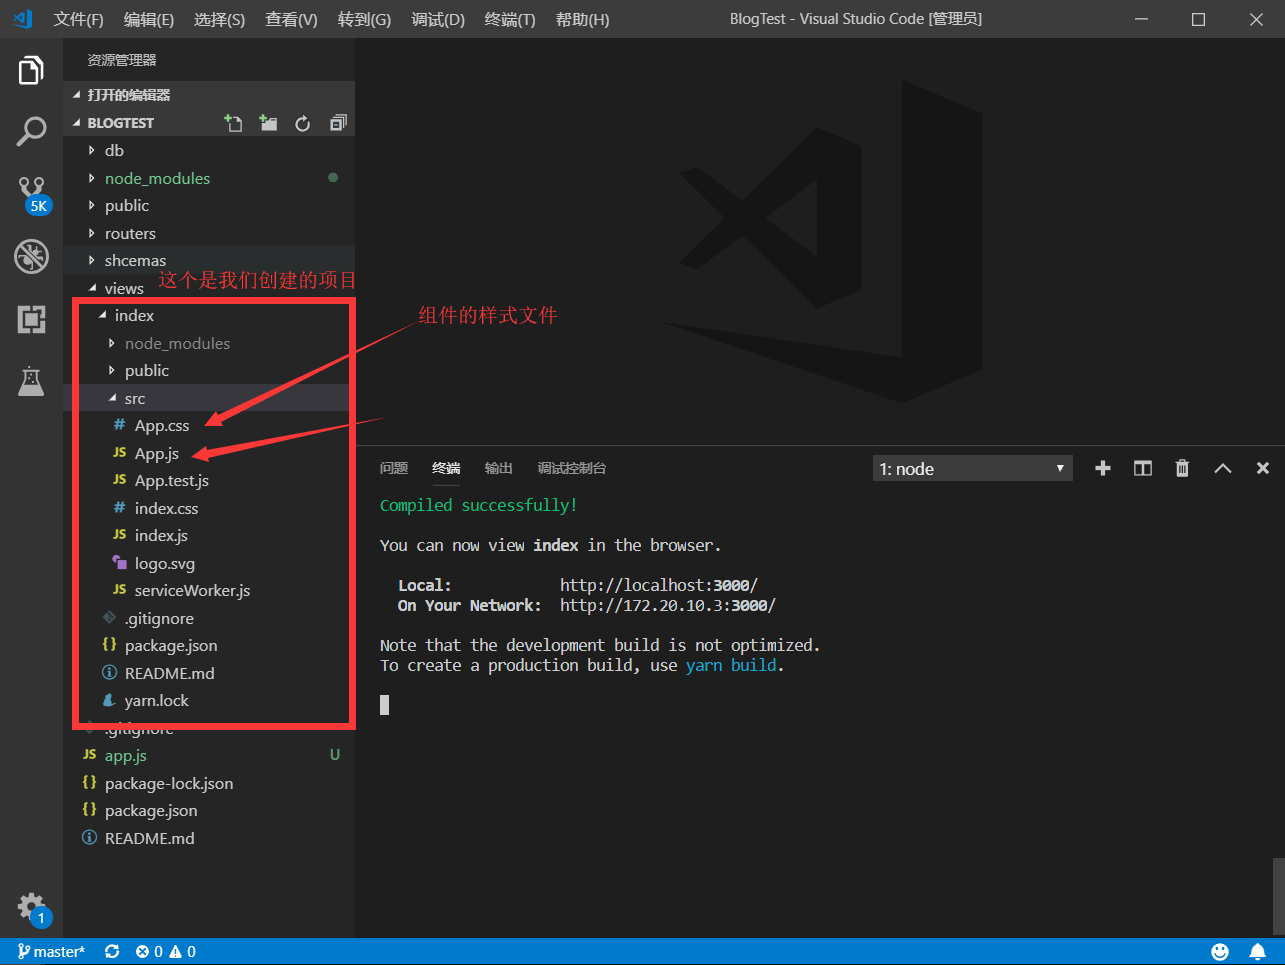 文件(F) 编辑(E) 选择(S) 查看(V) 转到(G) 调试(D) 终端(T) 帮助(H) BlogTest - Visual Studio Code [管理员]
资源管理器
打开的编辑器
BLOGTEST
db
node_modules
public
5K
routers
shcemas
这个是我们创建的项目
views
index
组件的样式文件
node_modules
public
src
App.css
App.js
App.test.js
index.css
index.js
logo.svg
serviceWorker.js
.gitignore
package.json
README.md
yarn.lock
.gitignore
app.js U
package-lock.json
package.json
README.md
问题 终端 输出 调试控制台 1: node
Compiled successfully!
You can now view index in the browser.
Local: http://localhost:3000/
On Your Network: http://172.20.10.3:3000/
Note that the development build is not optimized.
To create a production build, use yarn build.
1
master* 0 0